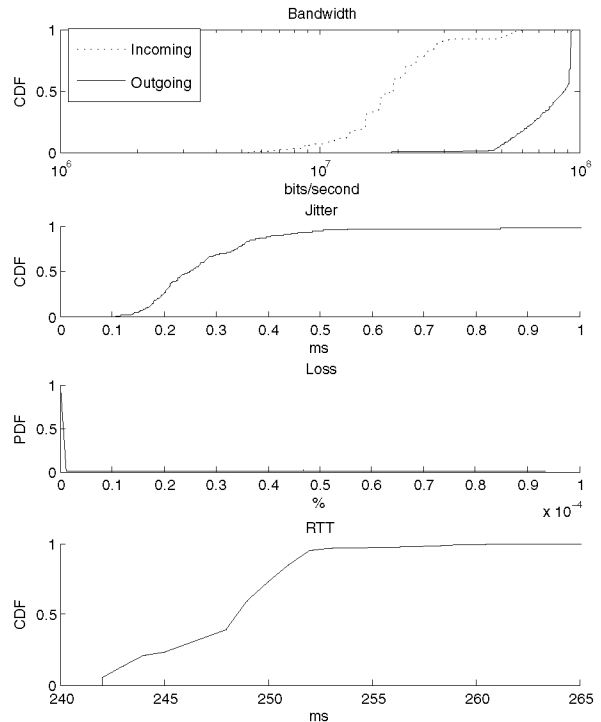 Bandwidth
1
0.5
0
CDF
Incoming
Outgoing
10^6 10^7 10^8
bits/second
Jitter
1
0.5
0
CDF
0 0.1 0.2 0.3 0.4 0.5 0.6 0.7 0.8 0.9 1
ms
Loss
1
0.5
0
PDF
0 0.1 0.2 0.3 0.4 0.5 0.6 0.7 0.8 0.9 1
%
x 10^-4
RTT
1
0.5
0
CDF
240 245 250 255 260 265
ms